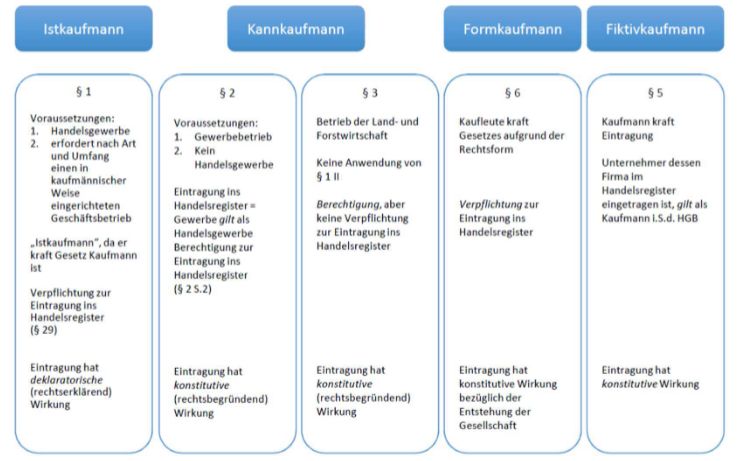 Istkaufmann
Kannkaufmann
Formkaufmann
Fiktivkaufmann
§ 1
Voraussetzungen:
1. Handelsgewerbe
2. erfordert nach Art
und Umfang
einen in
kaufmännischer
Weise
eingerichteten
Geschäftsbetrieb
„Istkaufmann", da er
kraft Gesetz Kaufmann
ist
Verpflichtung zur
Eintragung ins
Handelsregister
(§ 29)
Eintragung hat
deklaratorische
(rechtserklärend)
Wirkung
§ 2
Voraussetzungen:
1. Gewerbebetrieb
2. Kein
Handelsgewerbe
Eintragung ins
Handelsregister =
Gewerbe gilt als
Handelsgewerbe
Berechtigung zur
Eintragung ins
Handelsregister
(§ 2 S.2)
Eintragung hat
konstitutive
(rechtsbegründend)
Wirkung
§ 3
Betrieb der Land- und
Forstwirtschaft
Keine Anwendung von
§ 1 II
Berechtigung, aber
keine Verpflichtung
zur Eintragung ins
Handelsregister
Eintragung hat
konstitutive
(rechtsbegründend)
Wirkung
§ 6
Kaufleute kraft
Gesetzes aufgrund der
Rechtsform
Verpflichtung zur
Eintragung ins
Handelsregister
Eintragung hat
konstitutive Wirkung
bezüglich der
Entstehung der
Gesellschaft
§ 5
Kaufmann kraft
Eintragung
Unternehmer dessen
Firma im
Handelsregister
eingetragen ist, gilt als
Kaufmann i.S.d. HGB
Eintragung hat
konstitutive Wirkung